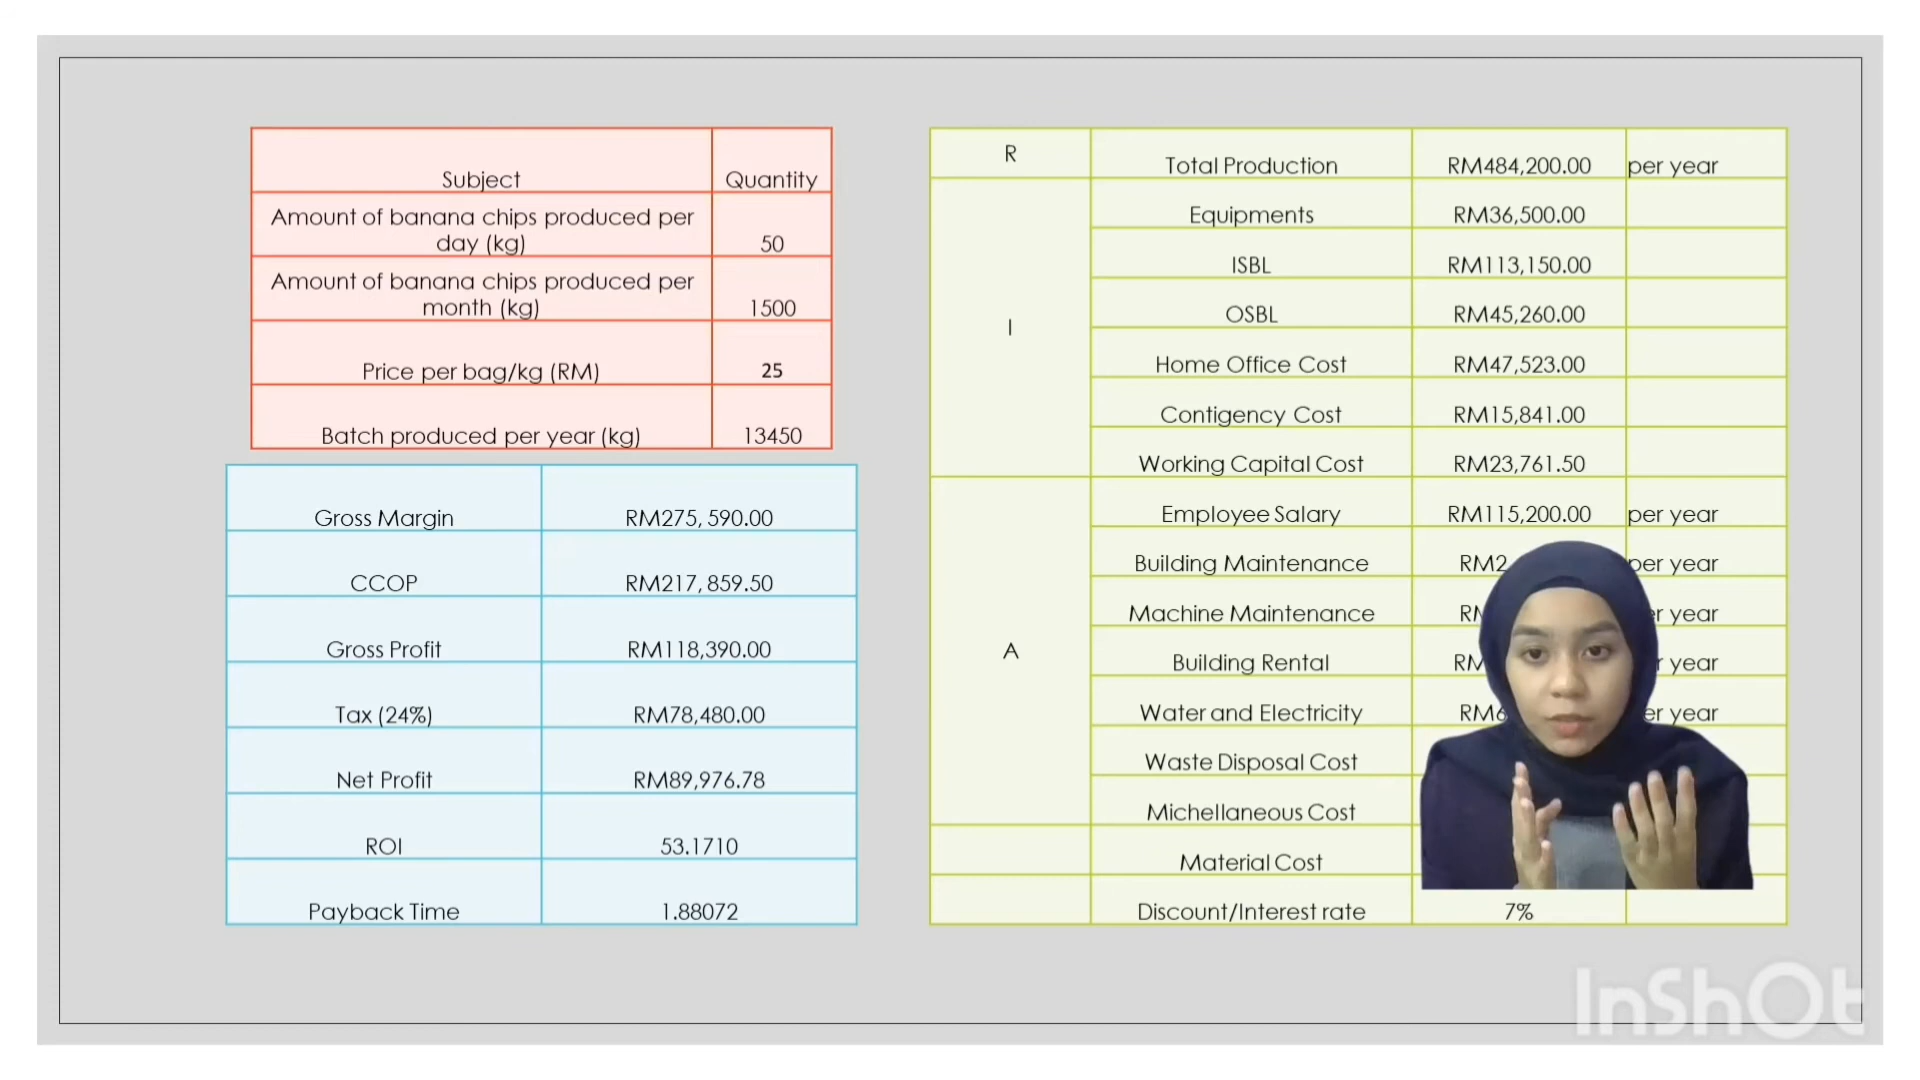 Subject Quantity
Amount of banana chips produced per
day (kg) 50
Amount of banana chips produced per
month (kg) 1500
Price per bag/kg (RM) 25
Batch produced per year (kg) 13450
Gross Margin RM275, 590.00
CCOP RM217, 859.50
Gross Profit RM118,390.00
Tax (24%) RM78,480.00
Net Profit RM89,976.78
ROI 53.1710
Payback Time 1.88072
R Total Production RM484,200.00 per year
Equipments RM36,500.00
ISBL RM113,150.00
I OSBL RM45,260.00
Home Office Cost RM47,523.00
Contigency Cost RM15,841.00
Working Capital Cost RM23,761.50
Employee Salary RM115,200.00 per year
Building Maintenance per year
Machine Maintenance year
A Building Rental year
Water and Electricity year
Waste Disposal Cost
Michellaneous Cost
Material Cost
Discount/Interest rate 7%
InShOt